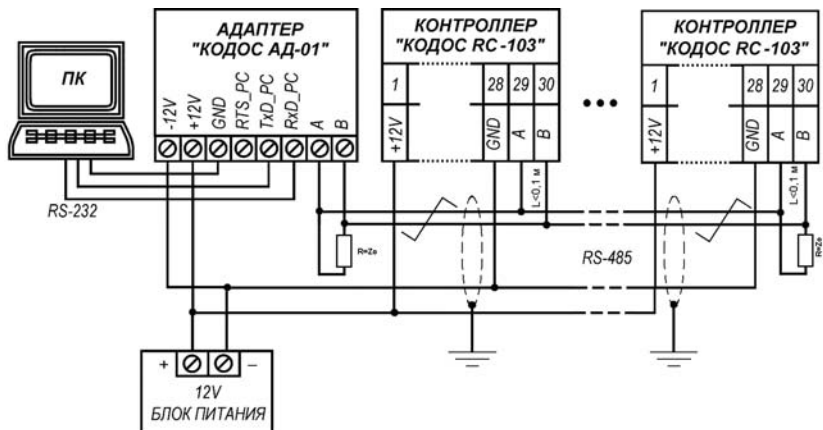 ПК
RS-232
АДАПТЕР
"КОДОС АД-01"
-12V
+12V
GND
RTS_PC
TxD_PC
RxD_PC
A
B
КОНТРОЛЛЕР
"КОДОС RC-103"
1
28
29
30
+12V
GND
A
B
L<0,1 м
•••
КОНТРОЛЛЕР
"КОДОС RC-103"
1
28
29
30
+12V
GND
A
B
L<0,1 м
R=Zв
R=Zв
RS-485
+
–
12V
БЛОК ПИТАНИЯ